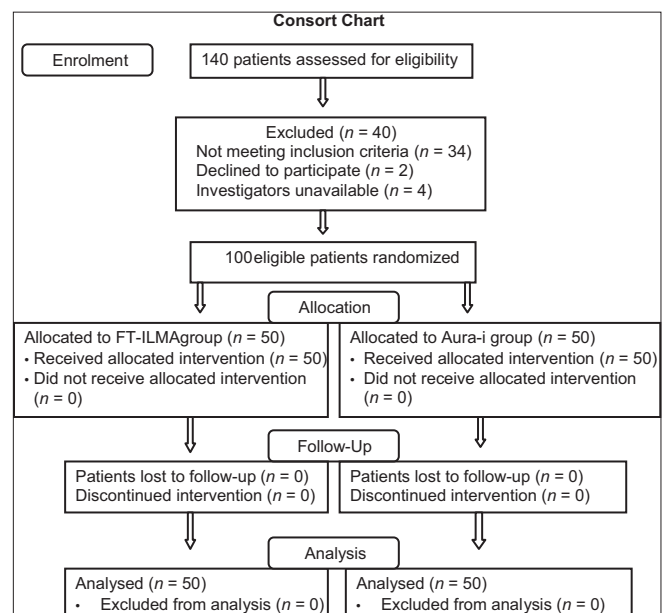 Consort Chart
Enrolment
140 patients assessed for eligibility
Excluded (n = 40)
Not meeting inclusion criteria (n = 34)
Declined to participate (n = 2)
Investigators unavailable (n = 4)
100eligible patients randomized
Allocation
Allocated to FT-ILMAgroup (n = 50)
• Received allocated intervention (n = 50)
• Did not receive allocated intervention
(n = 0)
Allocated to Aura-i group (n = 50)
• Received allocated intervention (n = 50)
• Did not receive allocated intervention
(n = 0)
Follow-Up
Patients lost to follow-up (n = 0)
Discontinued intervention (n = 0)
Patients lost to follow-up (n = 0)
Discontinued intervention (n = 0)
Analysis
Analysed (n = 50)
• Excluded from analysis (n = 0)
Analysed (n = 50)
• Excluded from analysis (n = 0)